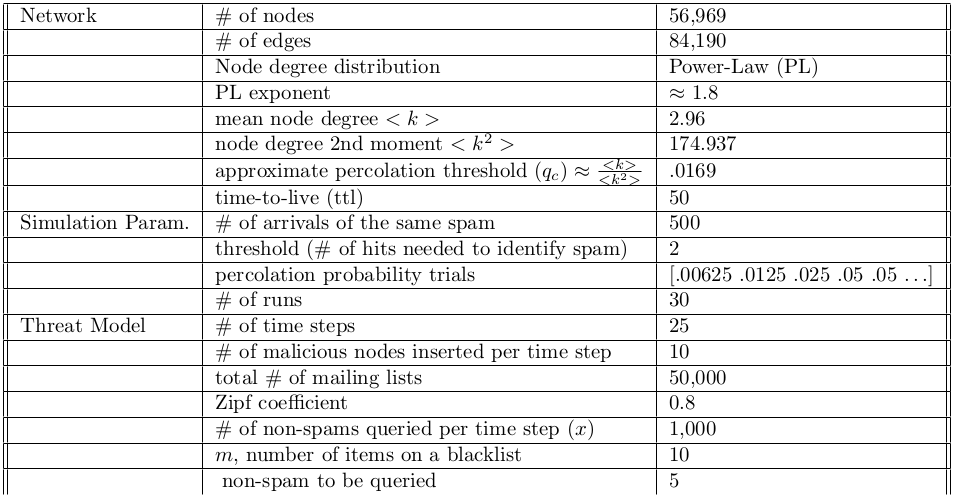 Network # of nodes 56,969
# of edges 84,190
Node degree distribution Power-Law (PL)
PL exponent ≈ 1.8
mean node degree < k > 2.96
node degree 2nd moment < k² > 174.937
approximate percolation threshold (q_c) ≈ <k>/<k²> .0169
time-to-live (ttl) 50
Simulation Param. # of arrivals of the same spam 500
threshold (# of hits needed to identify spam) 2
percolation probability trials [.00625 .0125 .025 .05 .05 ...]
# of runs 30
Threat Model # of time steps 25
# of malicious nodes inserted per time step 10
total # of mailing lists 50,000
Zipf coefficient 0.8
# of non-spams queried per time step (x) 1,000
m, number of items on a blacklist 10
non-spam to be queried 5